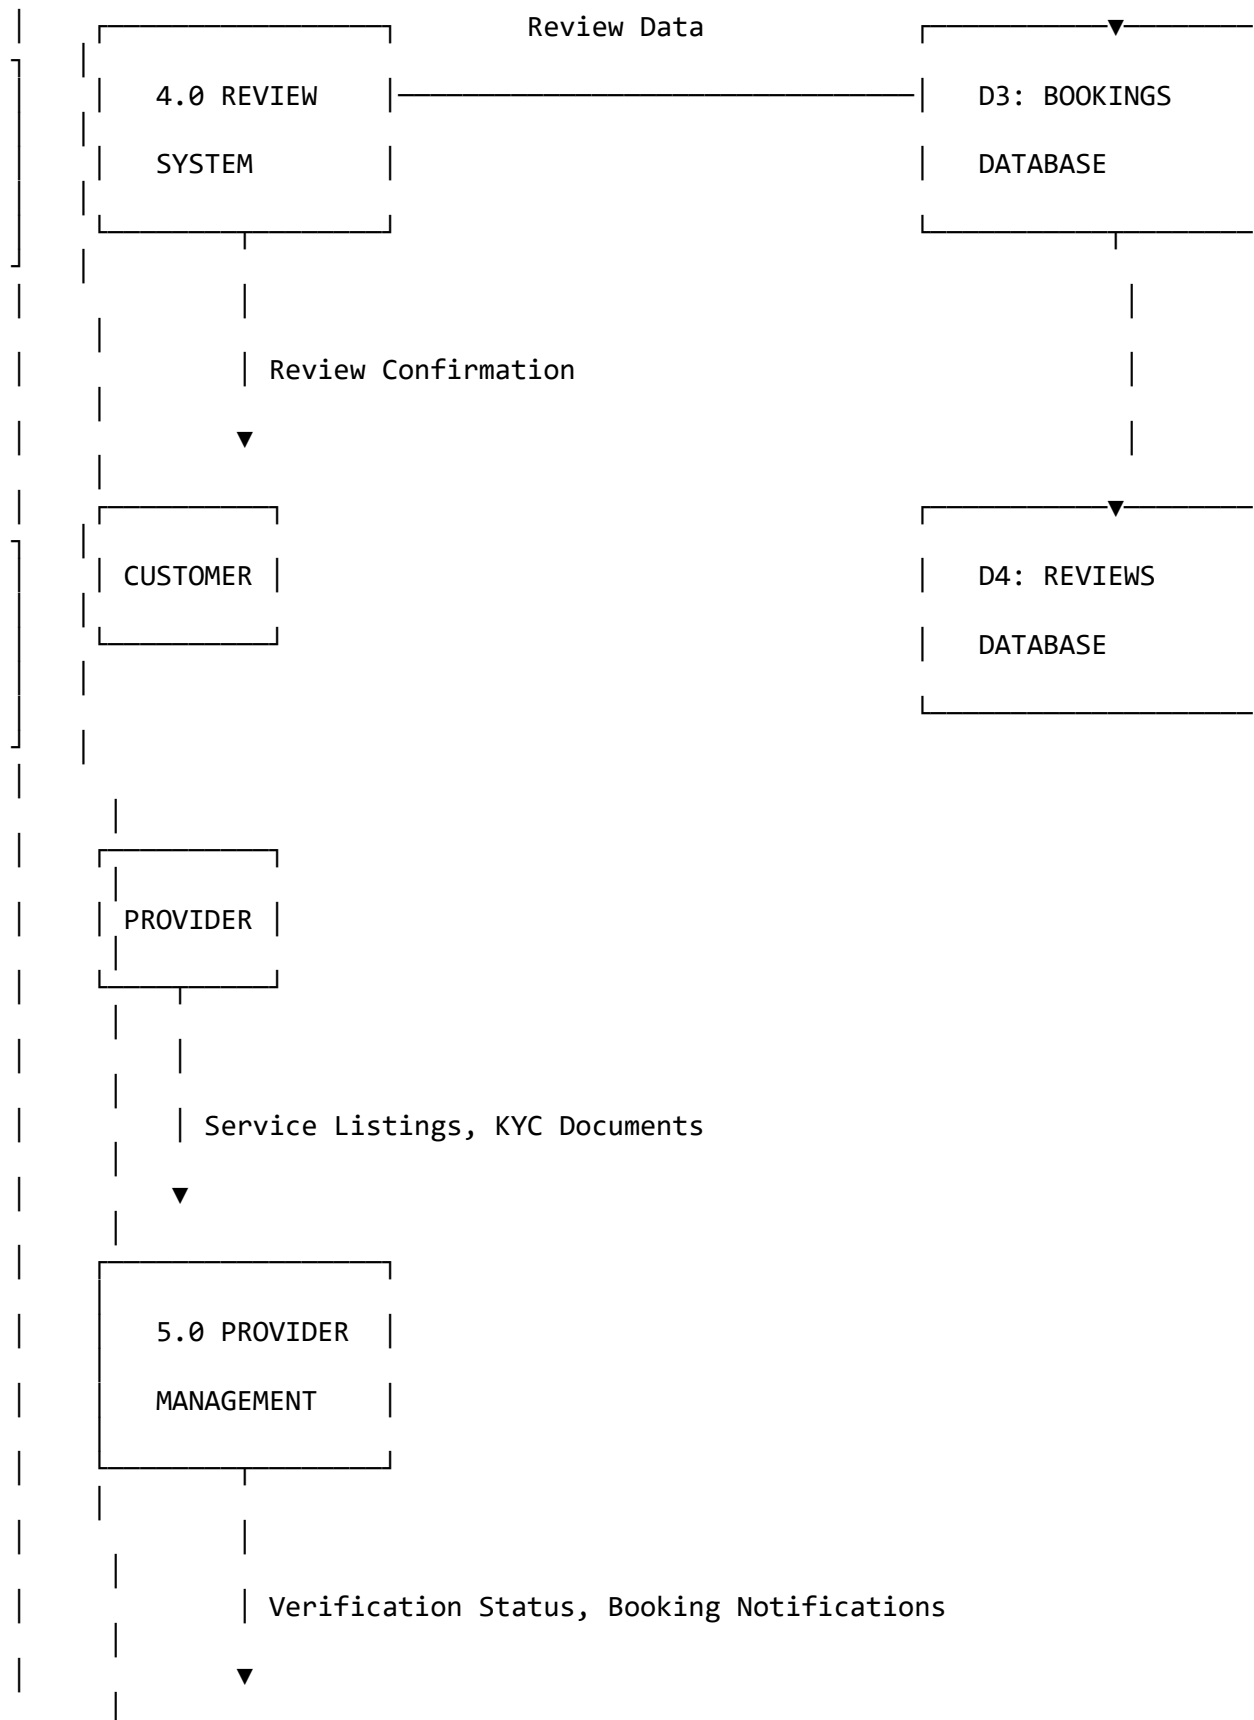 Review Data
4.0 REVIEW D3: BOOKINGS
SYSTEM DATABASE
Review Confirmation
CUSTOMER D4: REVIEWS
DATABASE
PROVIDER
Service Listings, KYC Documents
5.0 PROVIDER
MANAGEMENT
Verification Status, Booking Notifications